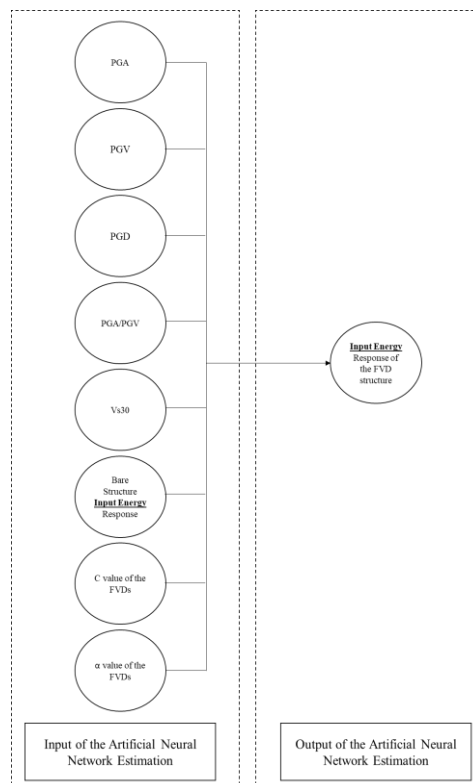 PGA
PGV
PGD
PGA/PGV
Vs30
Bare
Structure
Input Energy
Response
C value of the
FVDs
α value of the
FVDs
Input of the Artificial Neural
Network Estimation
Input Energy
Response of
the FVD
structure
Output of the Artificial Neural
Network Estimation